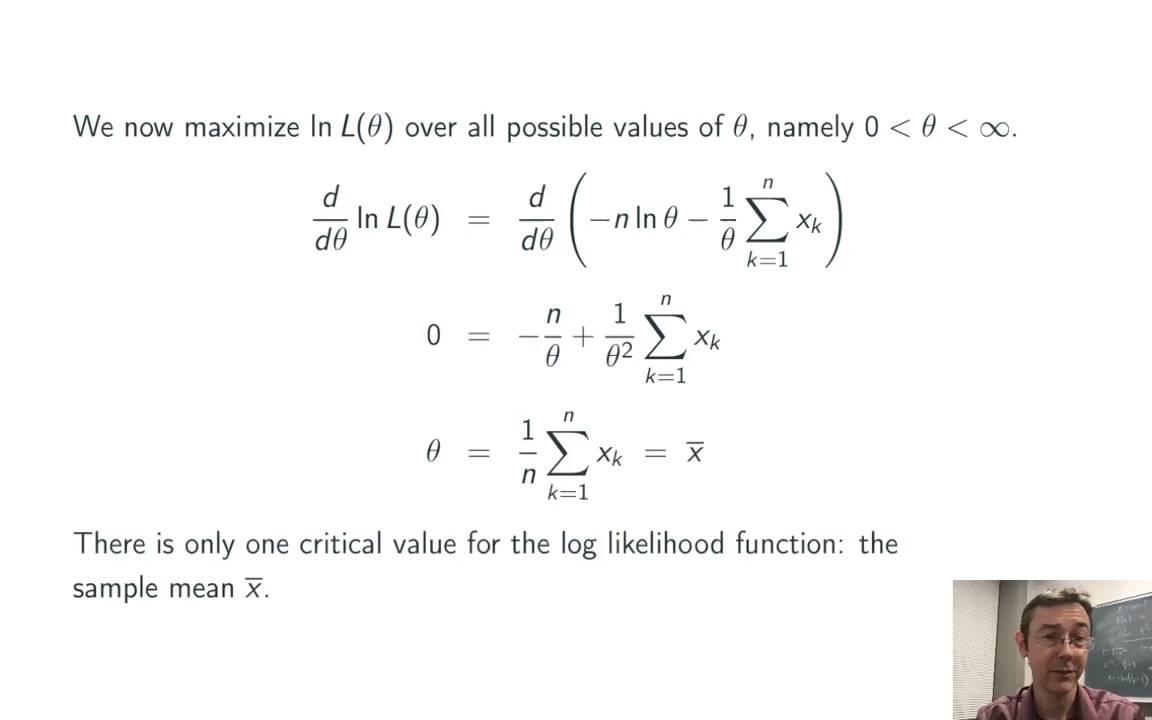 We now maximize ln L(θ) over all possible values of θ, namely 0 < θ < ∞.
d/dθ ln L(θ) = d/dθ (−n ln θ − 1/θ ∑_{k=1}^{n} x_k)
0 = −n/θ + 1/θ² ∑_{k=1}^{n} x_k
θ = 1/n ∑_{k=1}^{n} x_k = x̅
There is only one critical value for the log likelihood function: the
sample mean x̅.